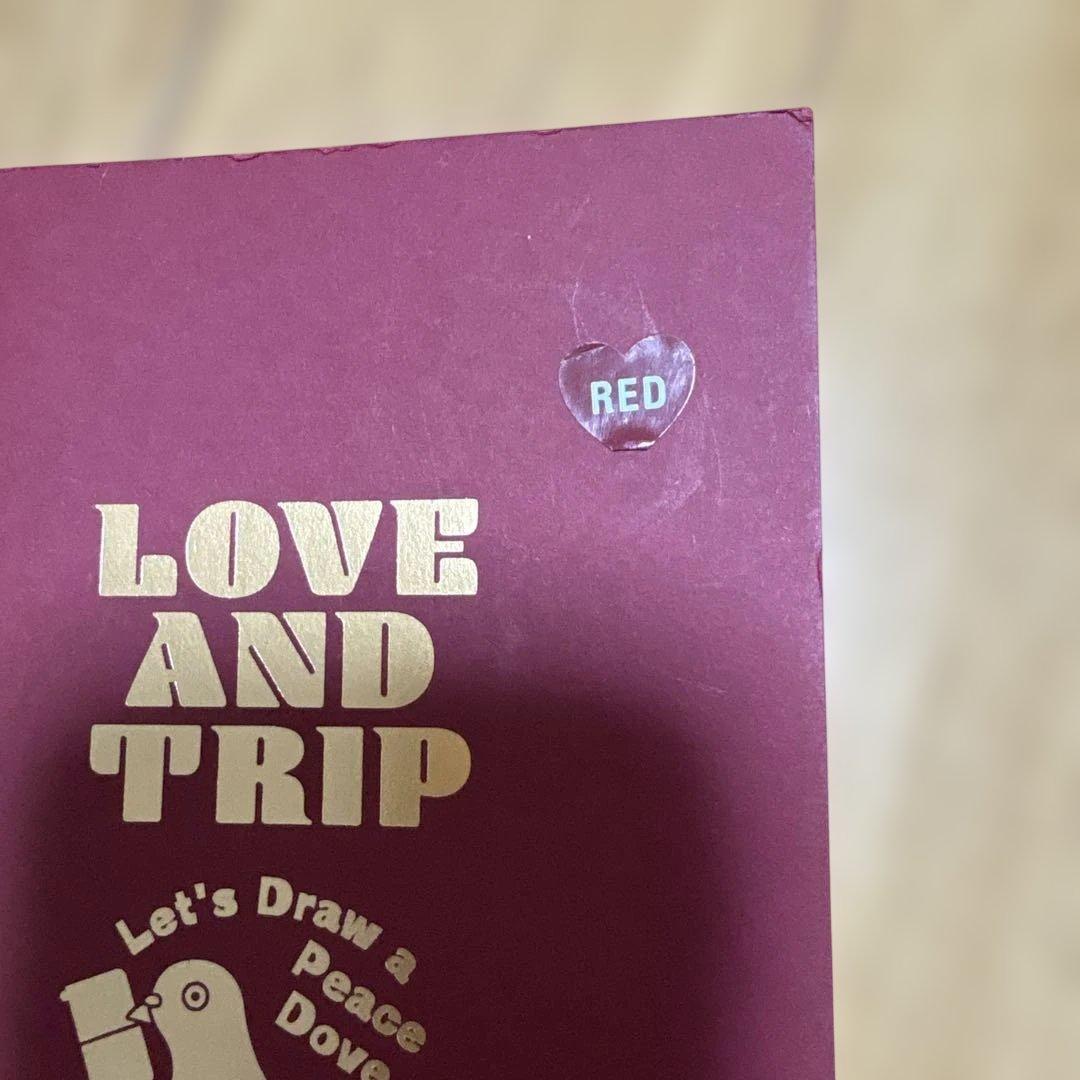 RED
LOVE
AND
TRIP
Let's Draw a
Peace
Dove